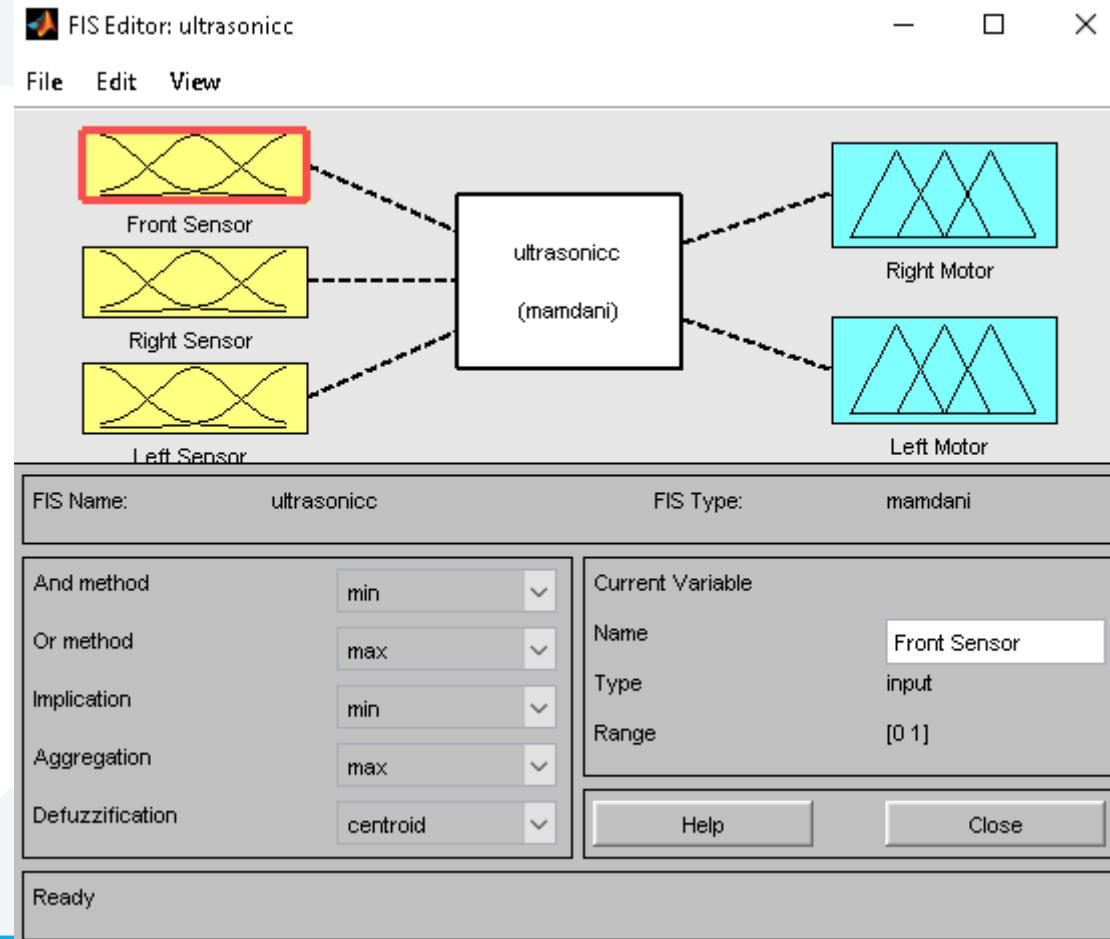 FIS Editor: ultrasonicc
File Edit View
Front Sensor
Right Sensor
Left Sensor
ultrasonicc
(mamdani)
Right Motor
Left Motor
FIS Name: ultrasonicc FIS Type: mamdani
And method min
Or method max
Implication min
Aggregation max
Defuzzification centroid
Current Variable
Name Front Sensor
Type input
Range [0 1]
Help Close
Ready